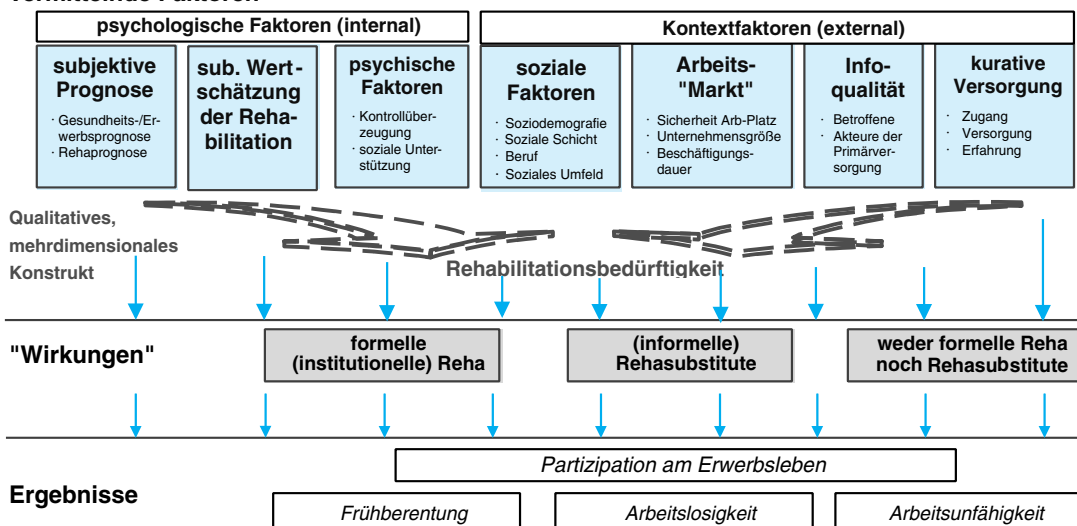 psychologische Faktoren (internal)
Kontextfaktoren (external)
subjektive
Prognose
· Gesundheits-/Er-
werbsprognose
· Rehaprognose
sub. Wert-
schätzung
der Reha-
bilitation
psychische
Faktoren
· Kontrollüber-
zeugung
· soziale Unter-
stützung
soziale
Faktoren
· Soziodemografie
· Soziale Schicht
· Beruf
· Soziales Umfeld
Arbeits-
"Markt"
· Sicherheit Arb-Platz
· Unternehmensgröße
· Beschäftigungs-
dauer
Info-
qualität
· Betroffene
· Akteure der
Primärver-
sorgung
kurative
Versorgung
· Zugang
· Versorgung
· Erfahrung
Qualitatives,
mehrdimensionales
Konstrukt
Rehabilitationsbedürftigkeit
"Wirkungen"
formelle
(institutionelle) Reha
(informelle)
Rehasubstitute
weder formelle Reha
noch Rehasubstitute
Ergebnisse
Partizipation am Erwerbsleben
Frühberentung
Arbeitslosigkeit
Arbeitsunfähigkeit